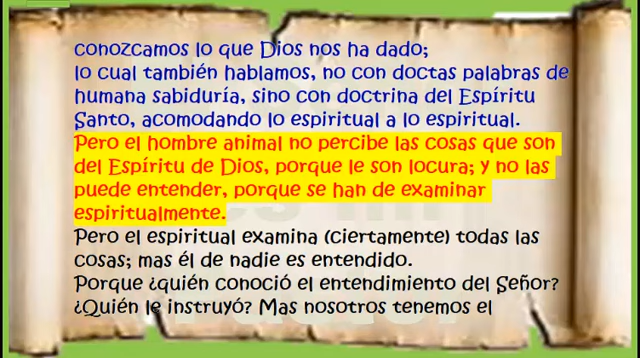 conozcamos lo que Dios nos ha dado;
lo cual también hablamos, no con doctas palabras de
humana sabiduría, sino con doctrina del Espíritu
Santo, acomodando lo espiritual a lo espiritual.
Pero el hombre animal no percibe las cosas que son
del Espíritu de Dios, porque le son locura; y no las
puede entender, porque se han de examinar
espiritualmente.
Pero el espiritual examina (ciertamente) todas las
cosas; mas él de nadie es entendido.
Porque ¿quién conoció el entendimiento del Señor?
¿Quién le instruyó? Mas nosotros tenemos el